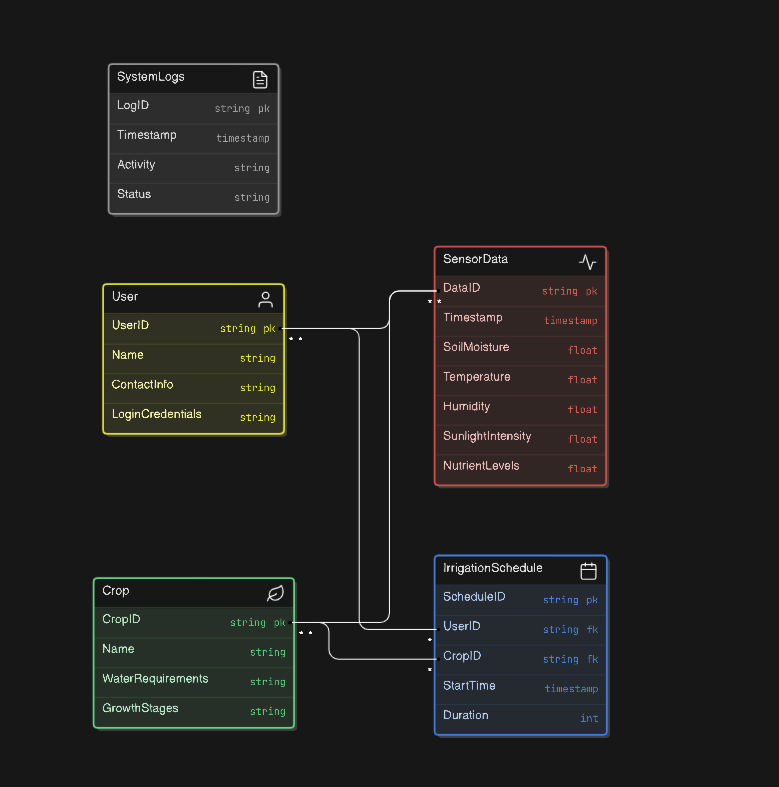 SystemLogs
LogID string pk
Timestamp timestamp
Activity string
Status string
User
UserID string pk
Name string
ContactInfo string
LoginCredentials string
SensorData
DataID string pk
Timestamp timestamp
SoilMoisture float
Temperature float
Humidity float
SunlightIntensity float
NutrientLevels float
Crop
CropID string pk
Name string
WaterRequirements string
GrowthStages string
IrrigationSchedule
ScheduleID string pk
UserID string fk
CropID string fk
StartTime timestamp
Duration int